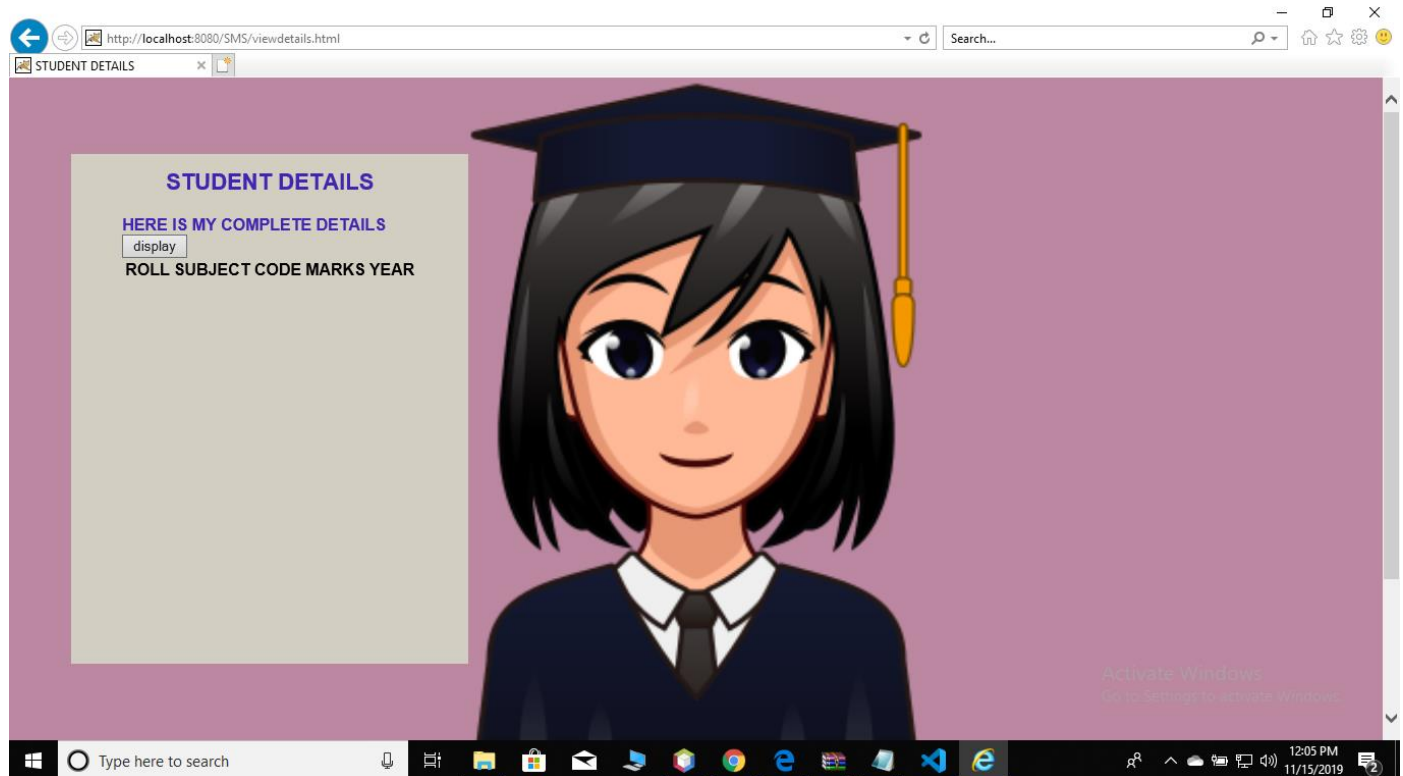 http://localhost:8080/SMS/viewdetails.html
Search...
STUDENT DETAILS
STUDENT DETAILS
HERE IS MY COMPLETE DETAILS
display
ROLL SUBJECT CODE MARKS YEAR
Activate Windows
Go to Settings to activate Windows.
Type here to search
12:05 PM
11/15/2019
2